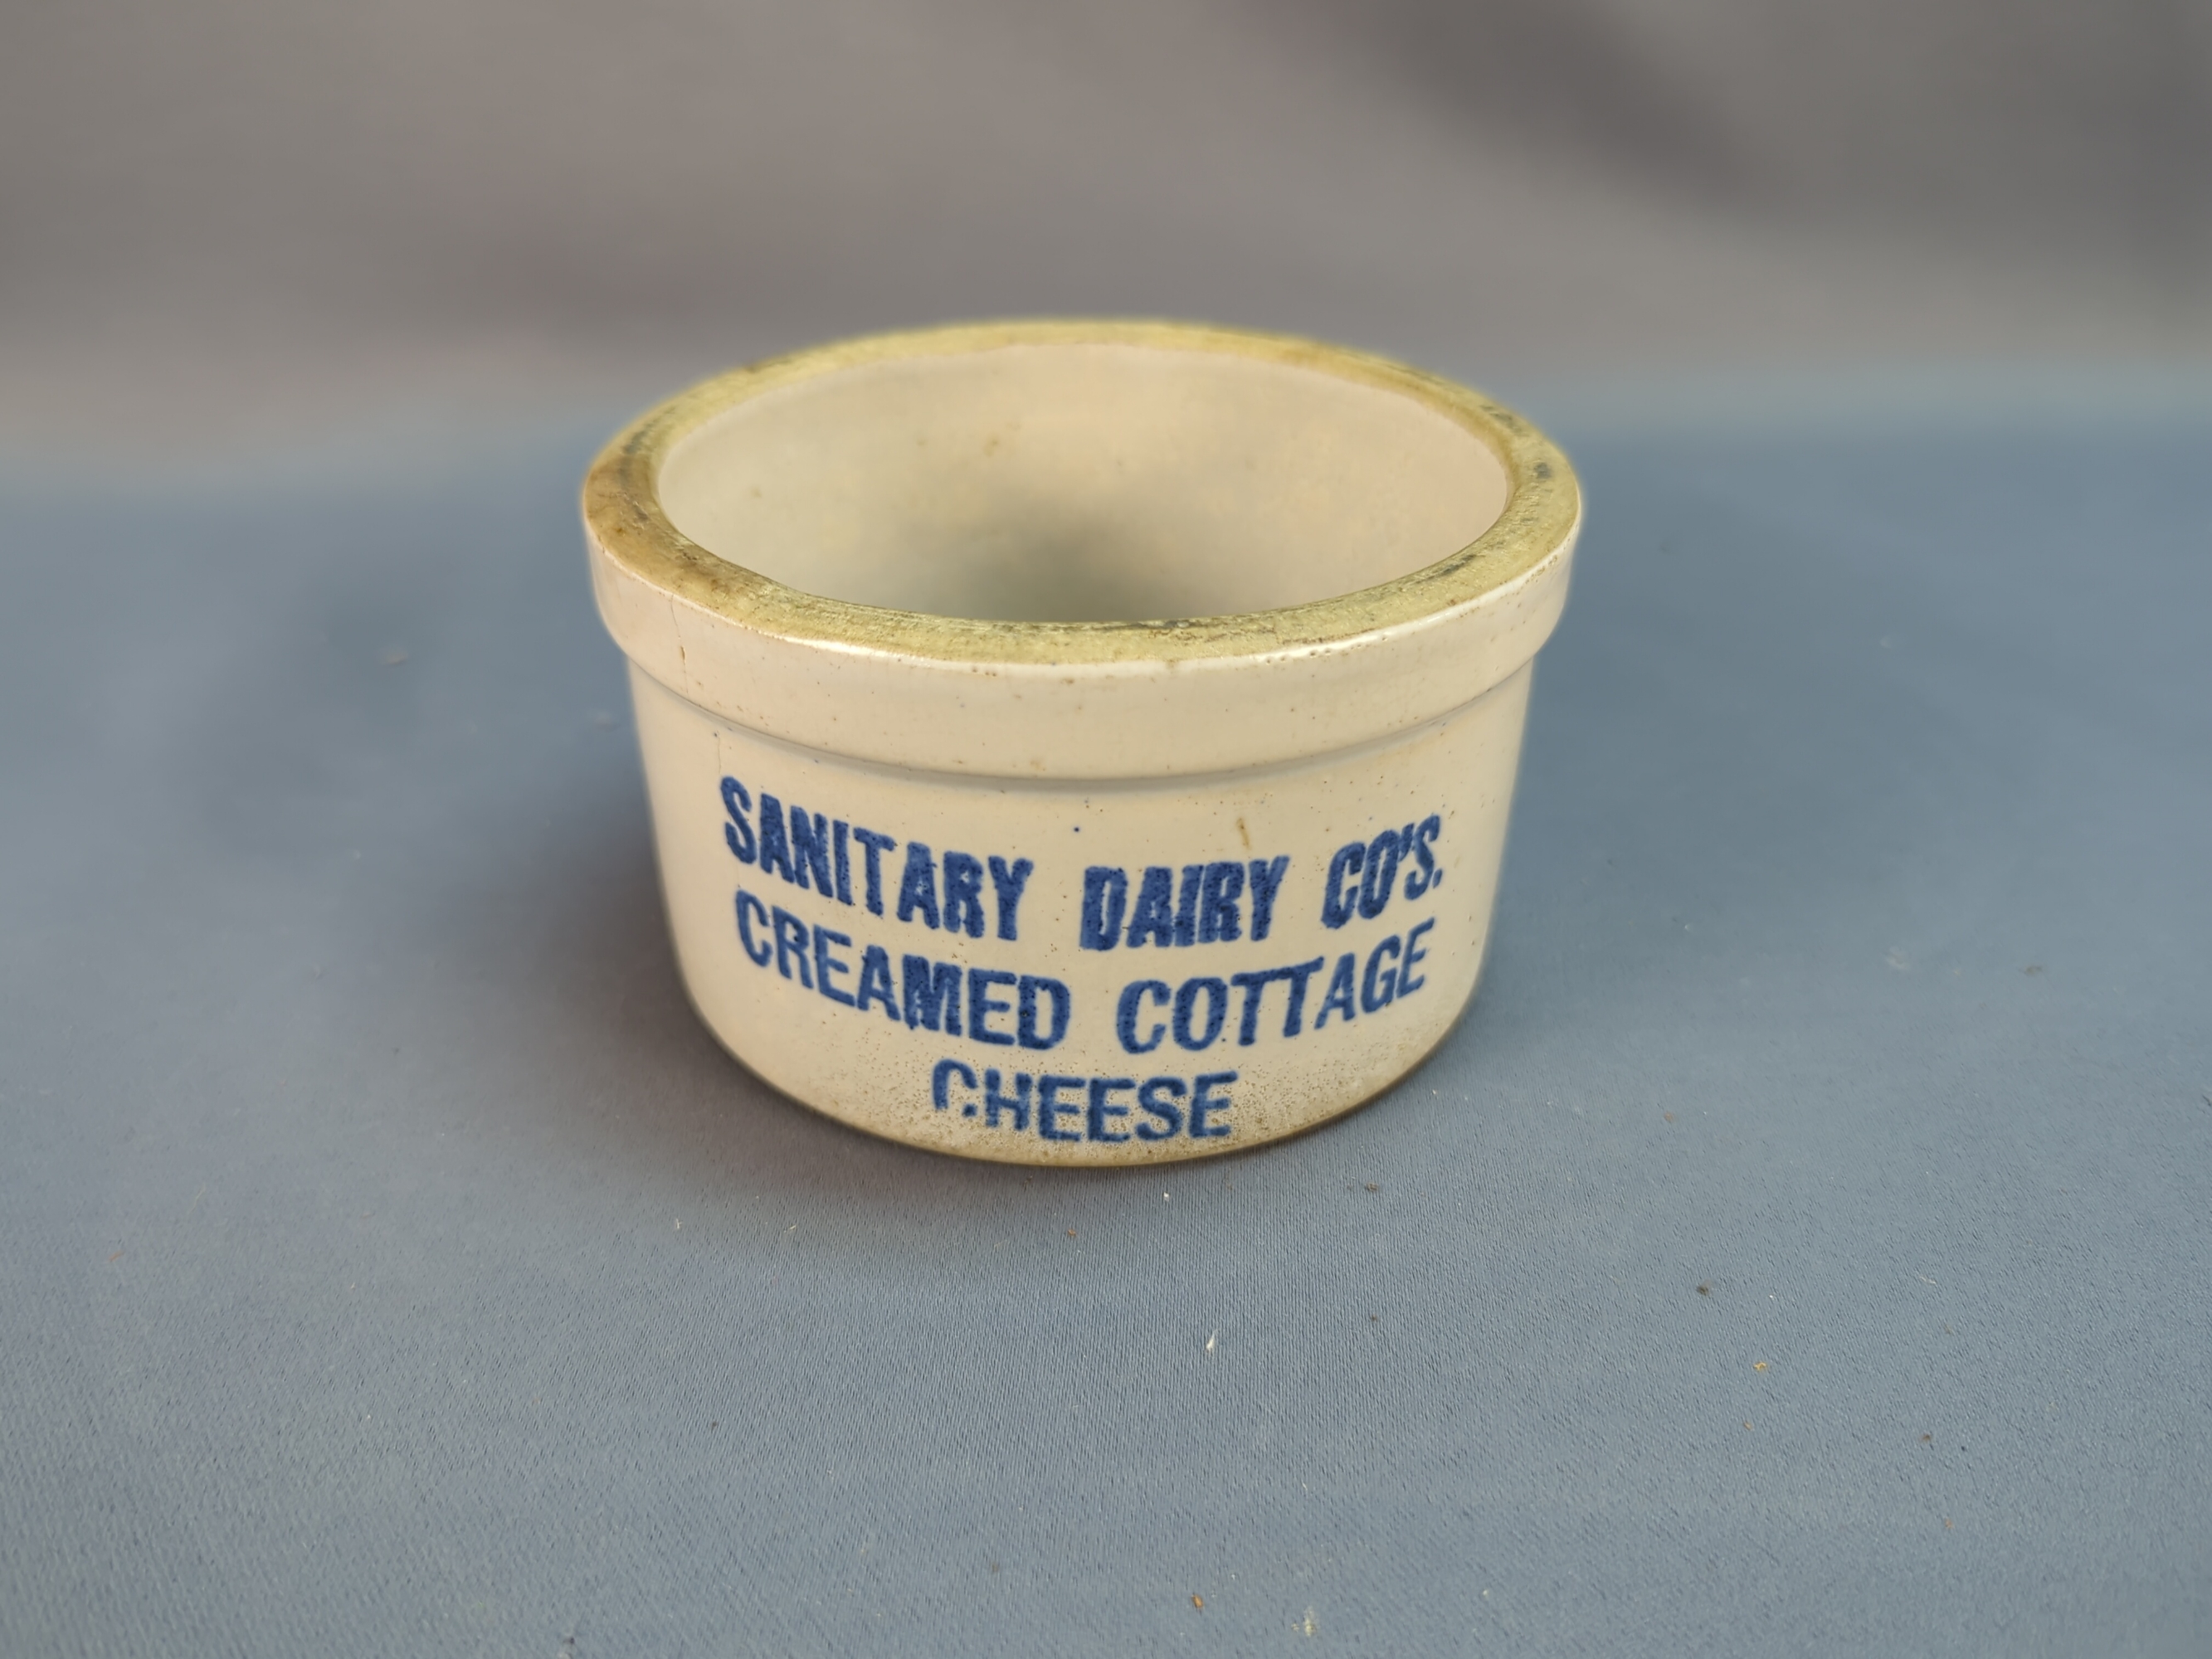 SANITARY DAIRY CO'S.
CREAMED COTTAGE
CHEESE